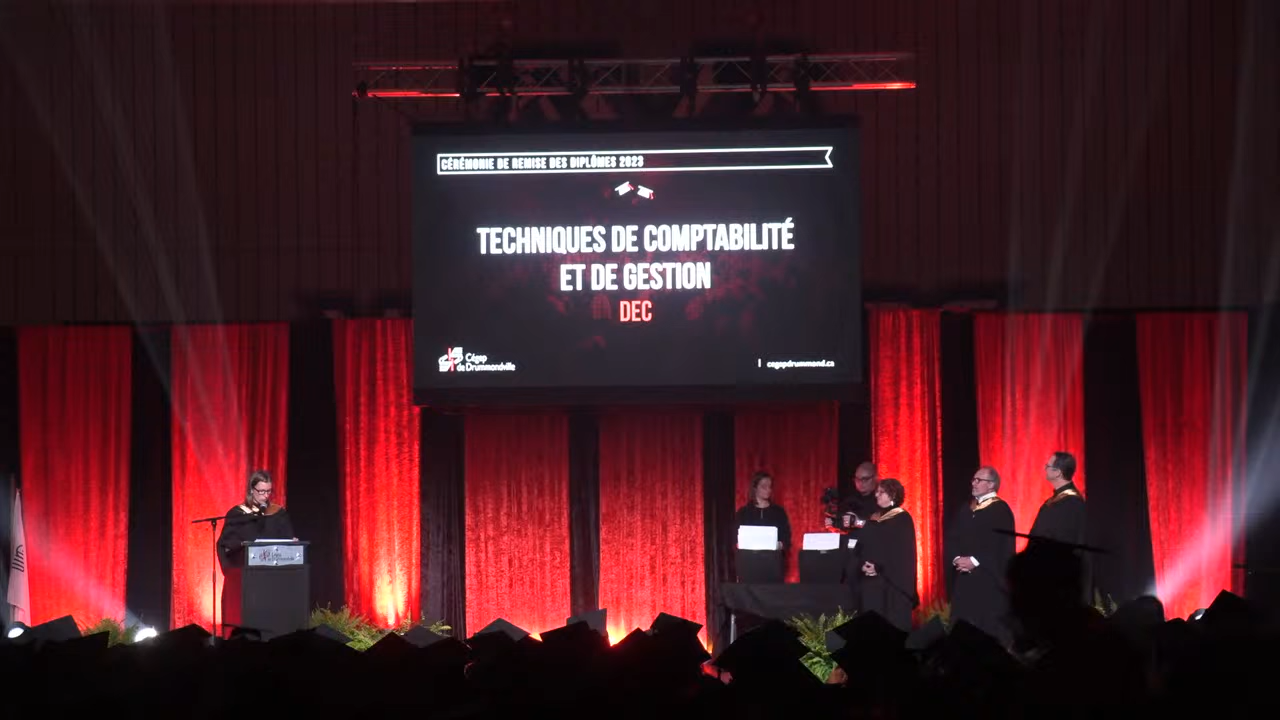 CÉRÉMONIE DE REMISE DES DIPLÔMES 2023
TECHNIQUES DE COMPTABILITÉ
ET DE GESTION
DEC
Cégep
de Drummondville
cegepdrummond.ca